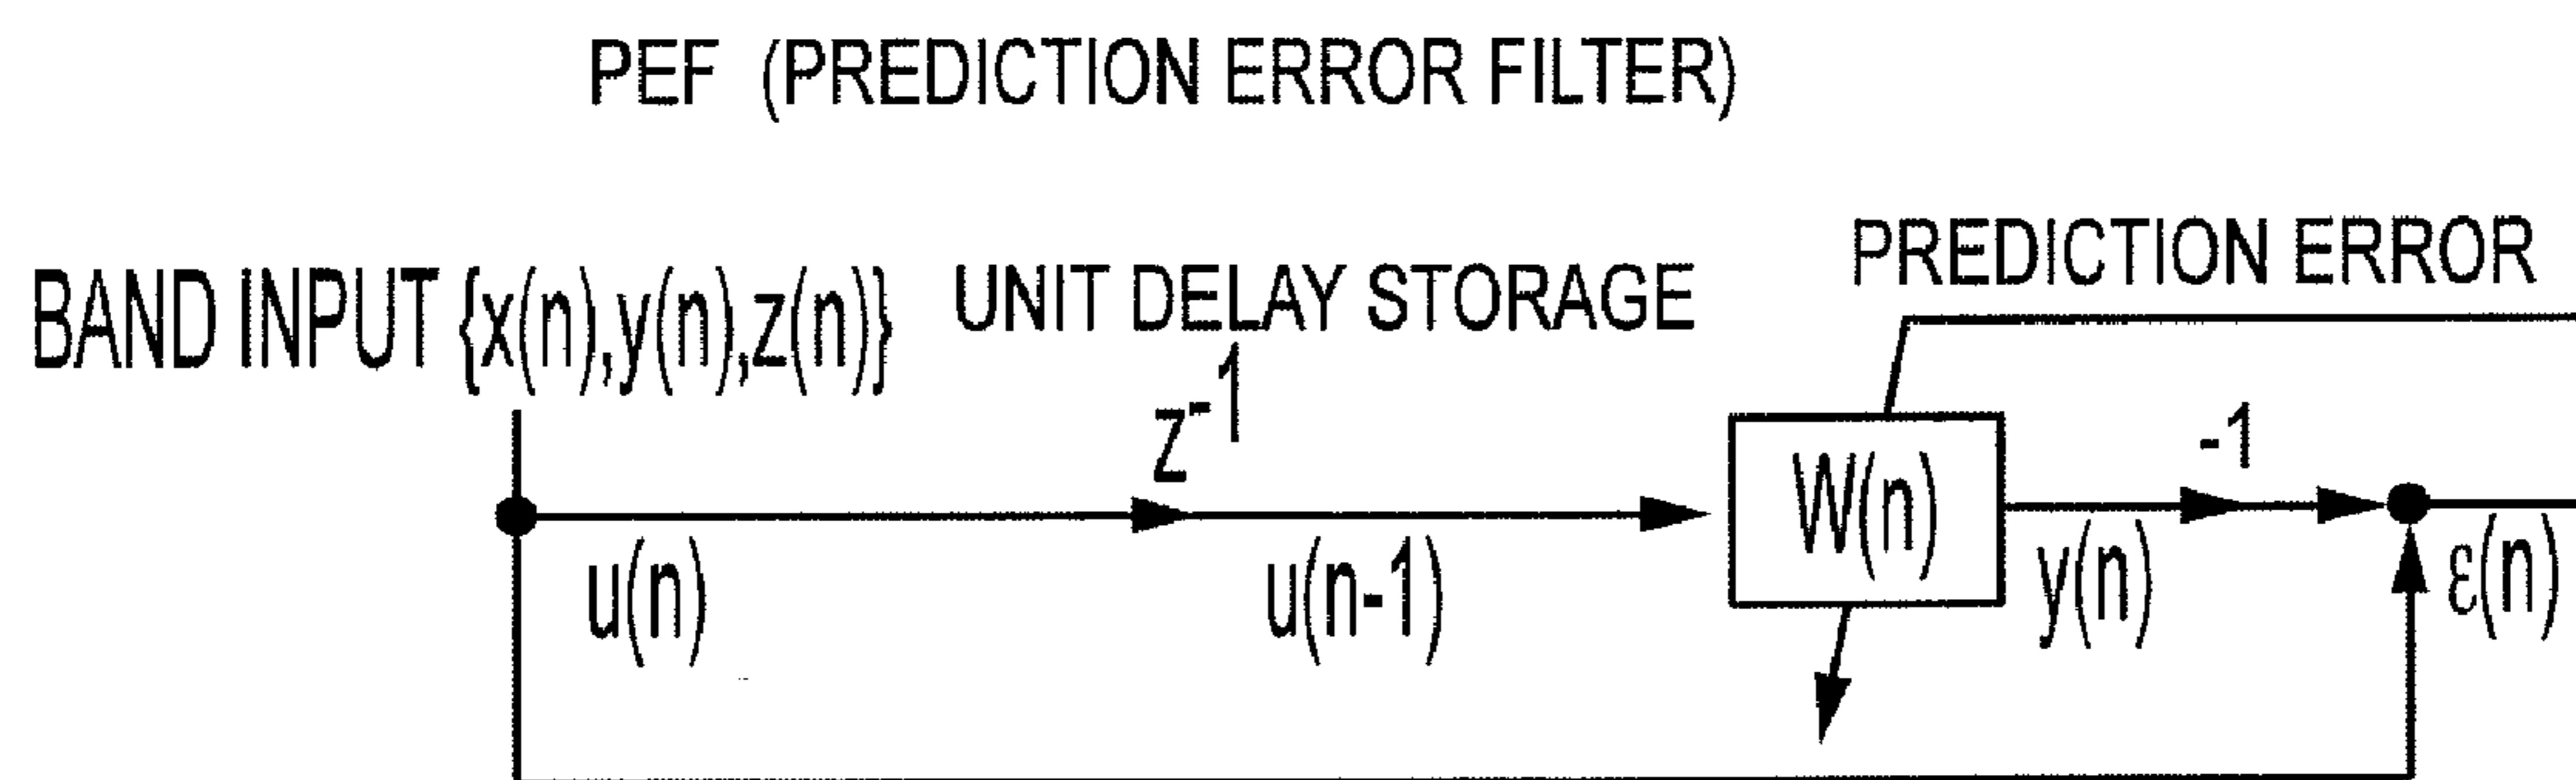 PEF (PREDICTION ERROR FILTER)
PREDICTION ERROR
BAND INPUT {x(n),y(n),z(n)} UNIT DELAY STORAGE
z-1
-1
W(n)
u(n)
u(n-1)
y(n)
ε(n)